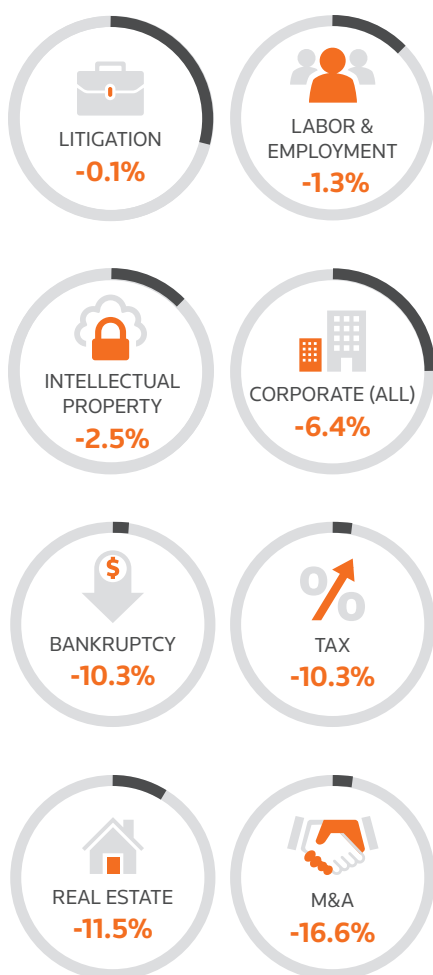 LITIGATION
-0.1%
LABOR &
EMPLOYMENT
-1.3%
INTELLECTUAL
PROPERTY
-2.5%
CORPORATE (ALL)
-6.4%
$
BANKRUPTCY
-10.3%
%
TAX
-10.3%
REAL ESTATE
-11.5%
M&A
-16.6%